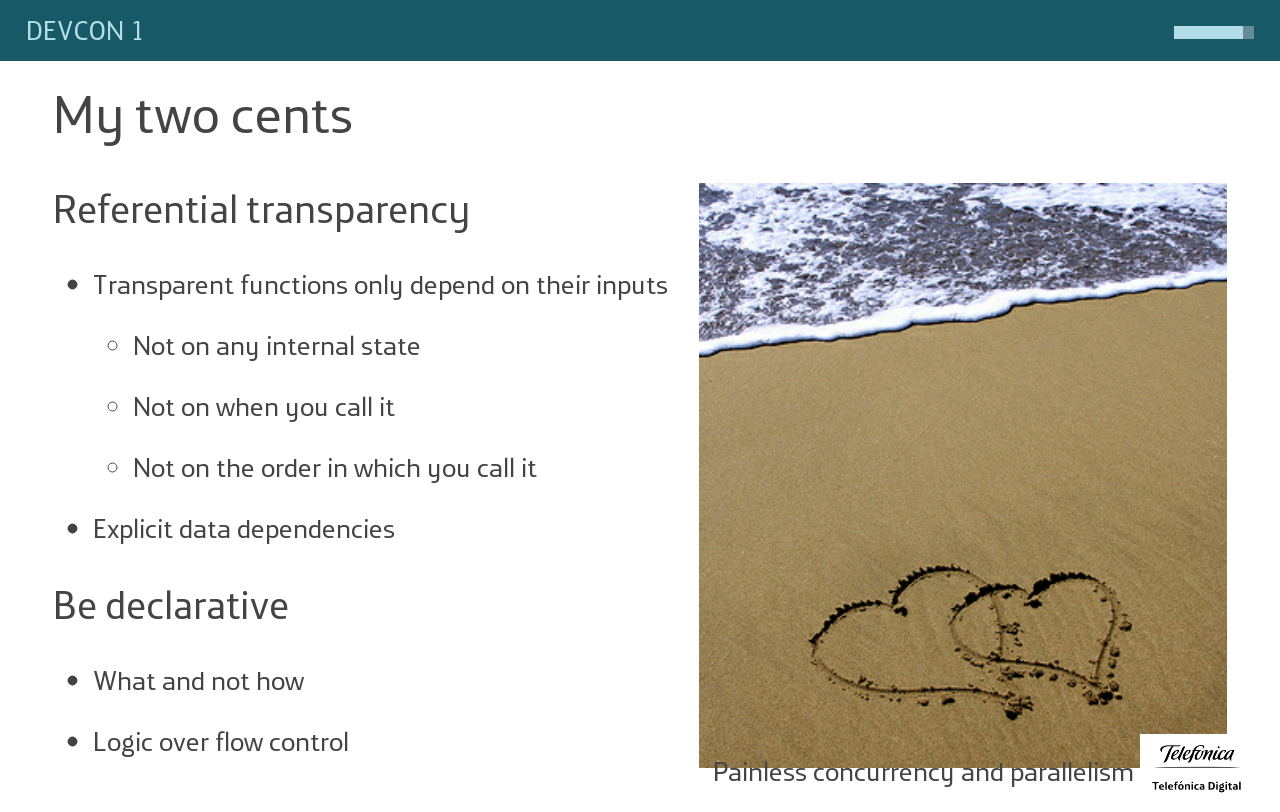 DEVCON 1
My two cents
Referential transparency
Transparent functions only depend on their inputs
Not on any internal state
Not on when you call it
Not on the order in which you call it
Explicit data dependencies
Be declarative
What and not how
Logic over flow control
Painless concurrency and parallelism
Telefónica
Telefónica Digital